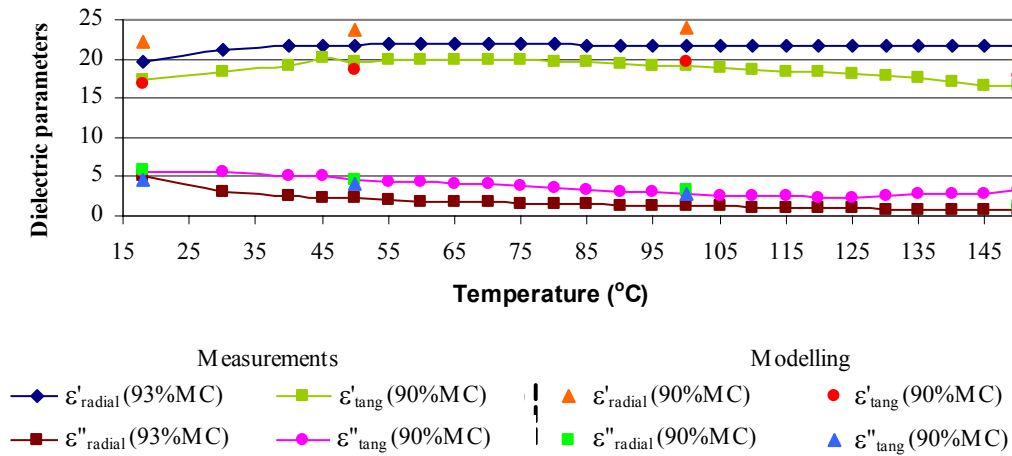 Dielectric parameters
25
20
15
10
5
0
15 25 35 45 55 65 75 85 95 105 115 125 135 145
Temperature (°C)
Measurements Modelling
ε'radial (93%MC) ε'tang (90%MC) ε'radial (90%MC) ε'tang (90%MC)
ε"radial (93%MC) ε"tang (90%MC) ε"radial (90%MC) ε"tang (90%MC)